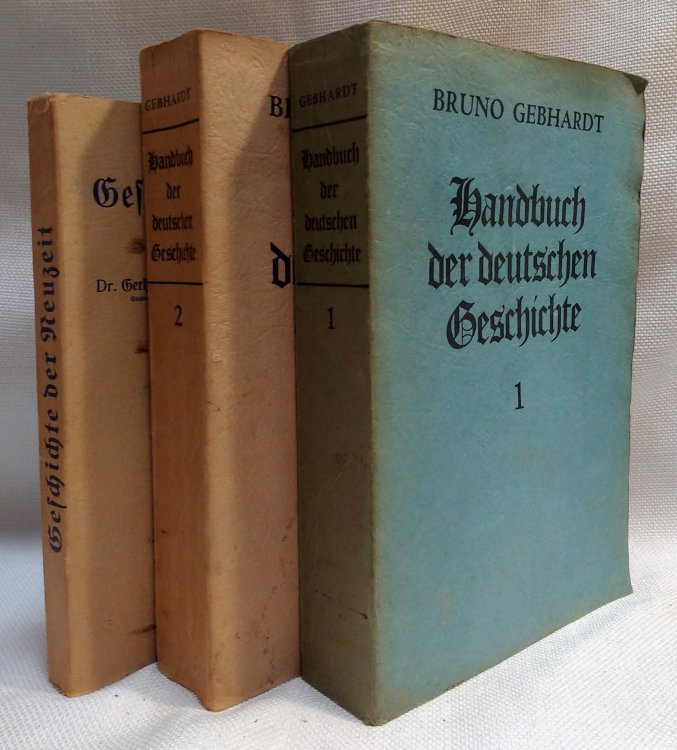 Geschichte der Neuzeit
Dr.
GEBHARDT
Handbuch
der
deutschen
Geschichte
2
GEBHARDT
Handbuch
der
deutschen
Geschichte
1
BRUNO GEBHARDT
Handbuch
der deutschen
Geschichte
1